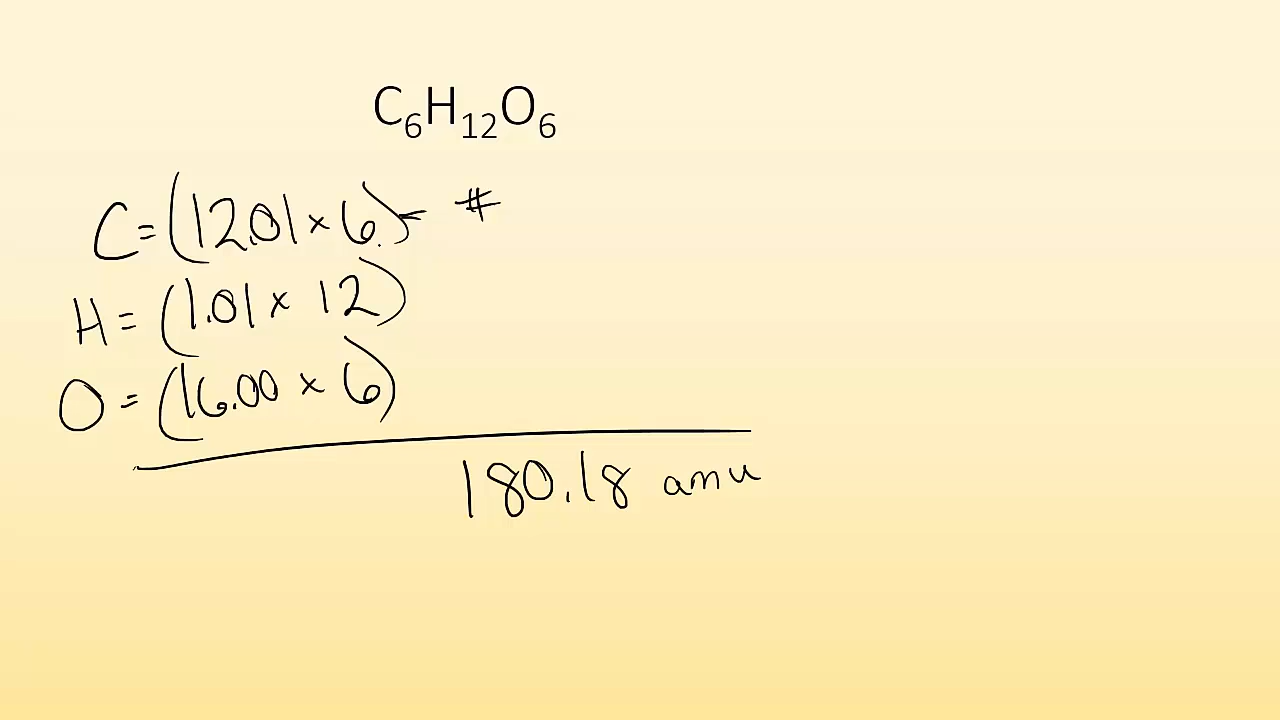 C₆H₁₂O₆
C = (12.01 × 6) - #
H = (1.01 × 12)
O = (16.00 × 6)
180.18 amu